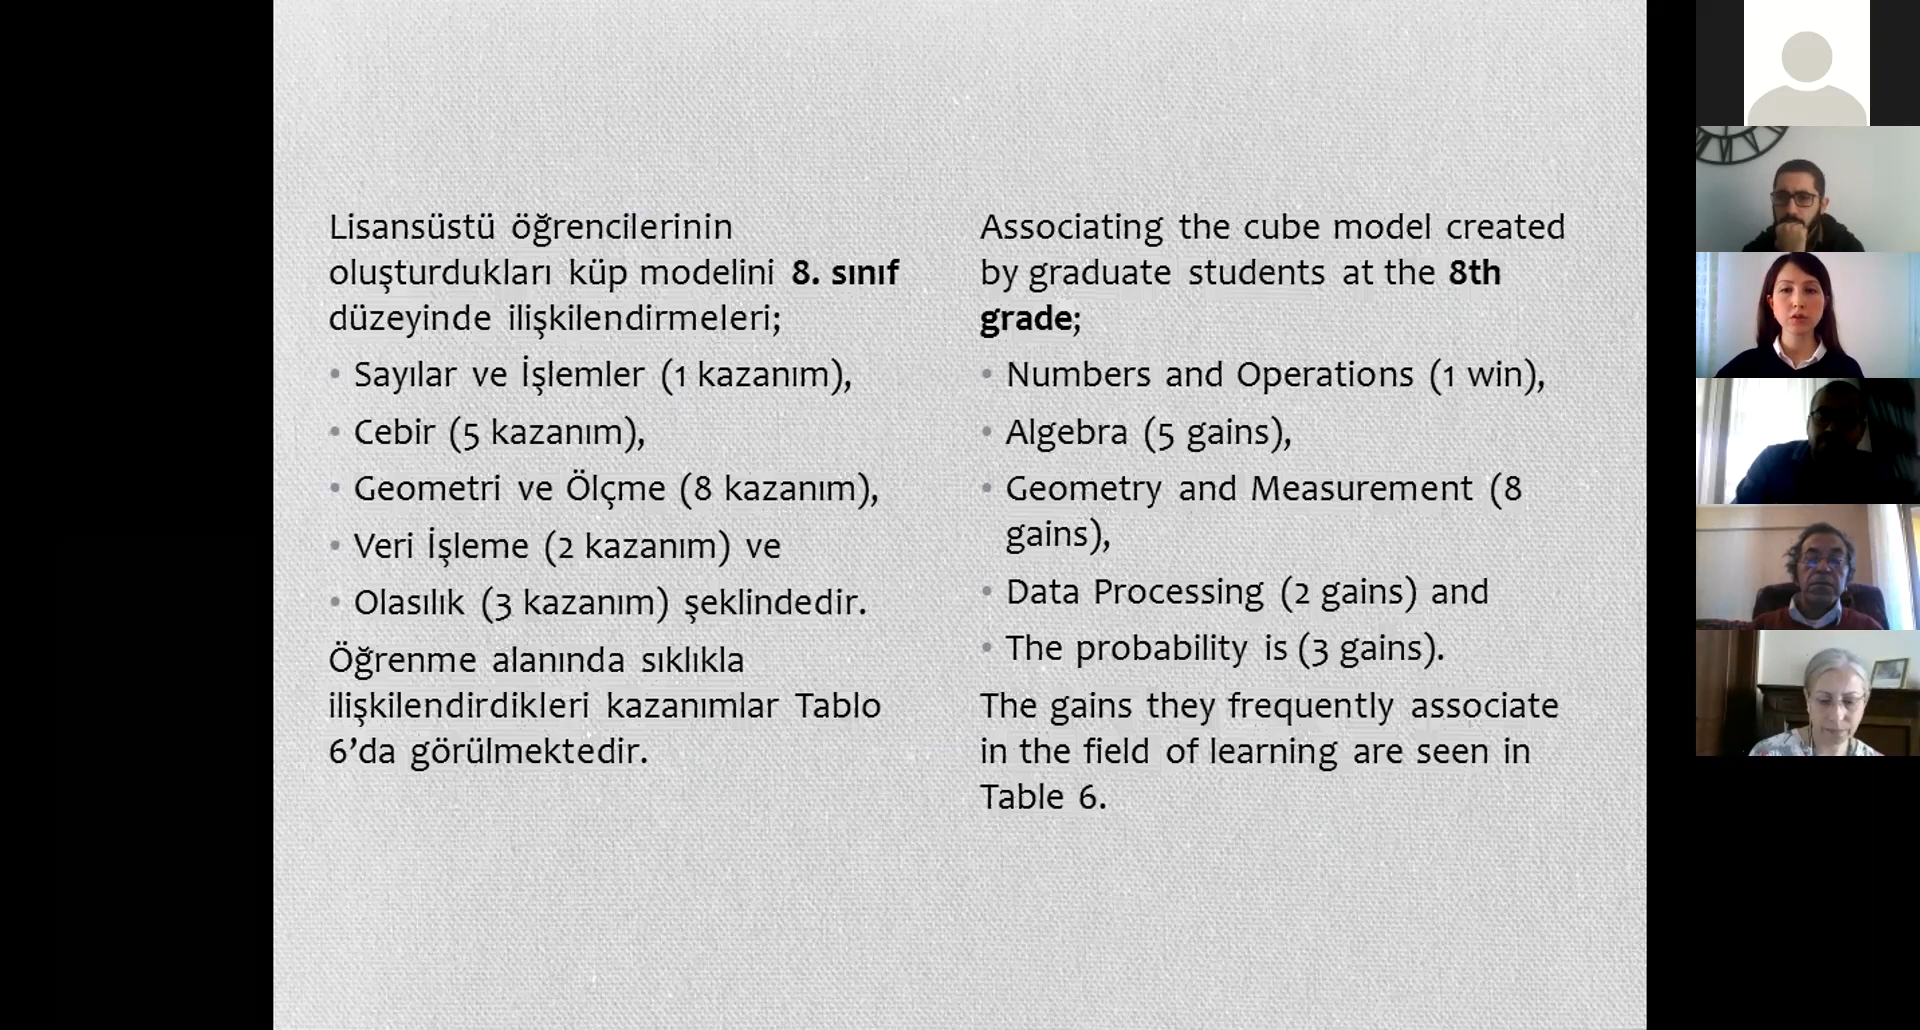 Lisansüstü öğrencilerinin
oluşturdukları küp modelini 8. sınıf
düzeyinde ilişkilendirmeleri;
• Sayılar ve İşlemler (1 kazanım),
• Cebir (5 kazanım),
• Geometri ve Ölçme (8 kazanım),
• Veri İşleme (2 kazanım) ve
• Olasılık (3 kazanım) şeklindedir.
Öğrenme alanında sıklıkla
ilişkilendirdikleri kazanımlar Tablo
6’da görülmektedir.
Associating the cube model created
by graduate students at the 8th
grade;
• Numbers and Operations (1 win),
• Algebra (5 gains),
• Geometry and Measurement (8
gains),
• Data Processing (2 gains) and
• The probability is (3 gains).
The gains they frequently associate
in the field of learning are seen in
Table 6.